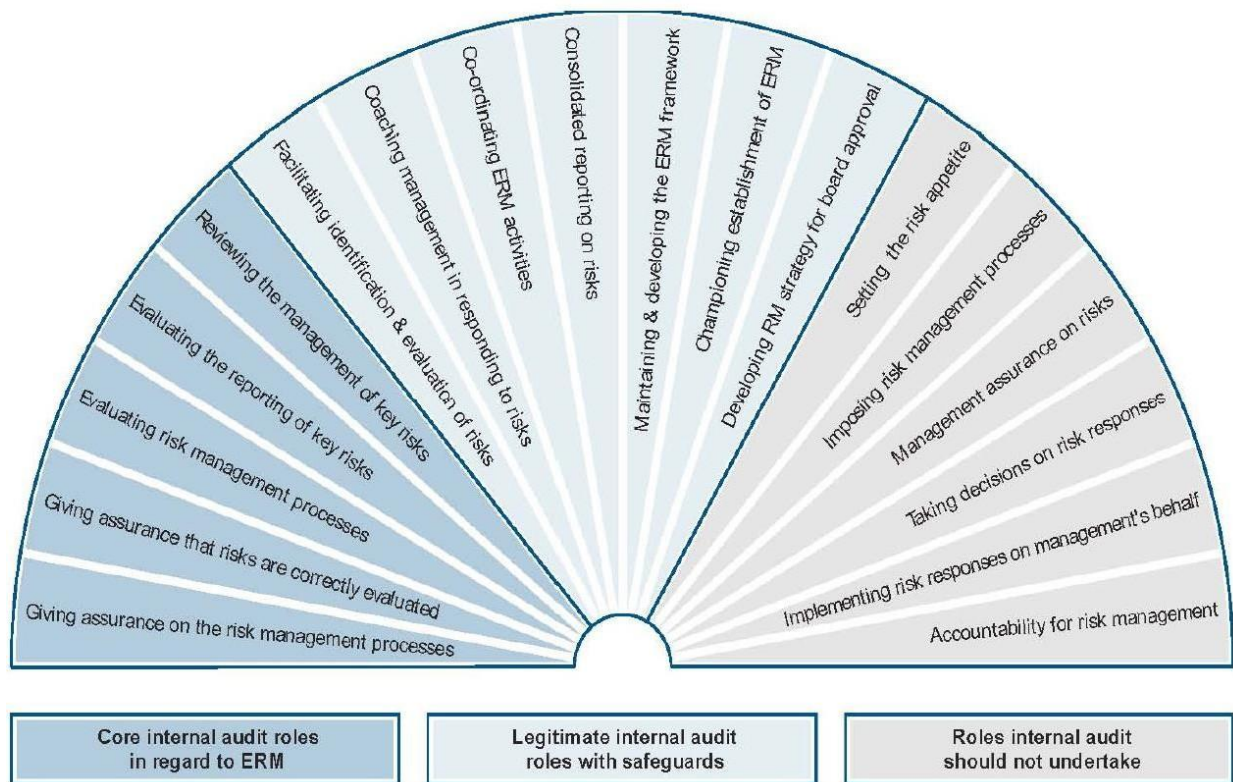 Giving assurance on the risk management processes
Giving assurance that risks are correctly evaluated
Evaluating risk management processes
Evaluating the reporting of key risks
Reviewing the management of key risks
Facilitating identification & evaluation of risks
Coaching management in responding to risks
Co-ordinating ERM activities
Consolidated reporting on risks
Maintaining & developing the ERM framework
Championing establishment of ERM
Developing RM strategy for board approval
Setting the risk appetite
Imposing risk management processes
Management assurance on risks
Taking decisions on risk responses
Implementing risk responses on management's behalf
Accountability for risk management
Core internal audit roles
in regard to ERM
Legitimate internal audit
roles with safeguards
Roles internal audit
should not undertake